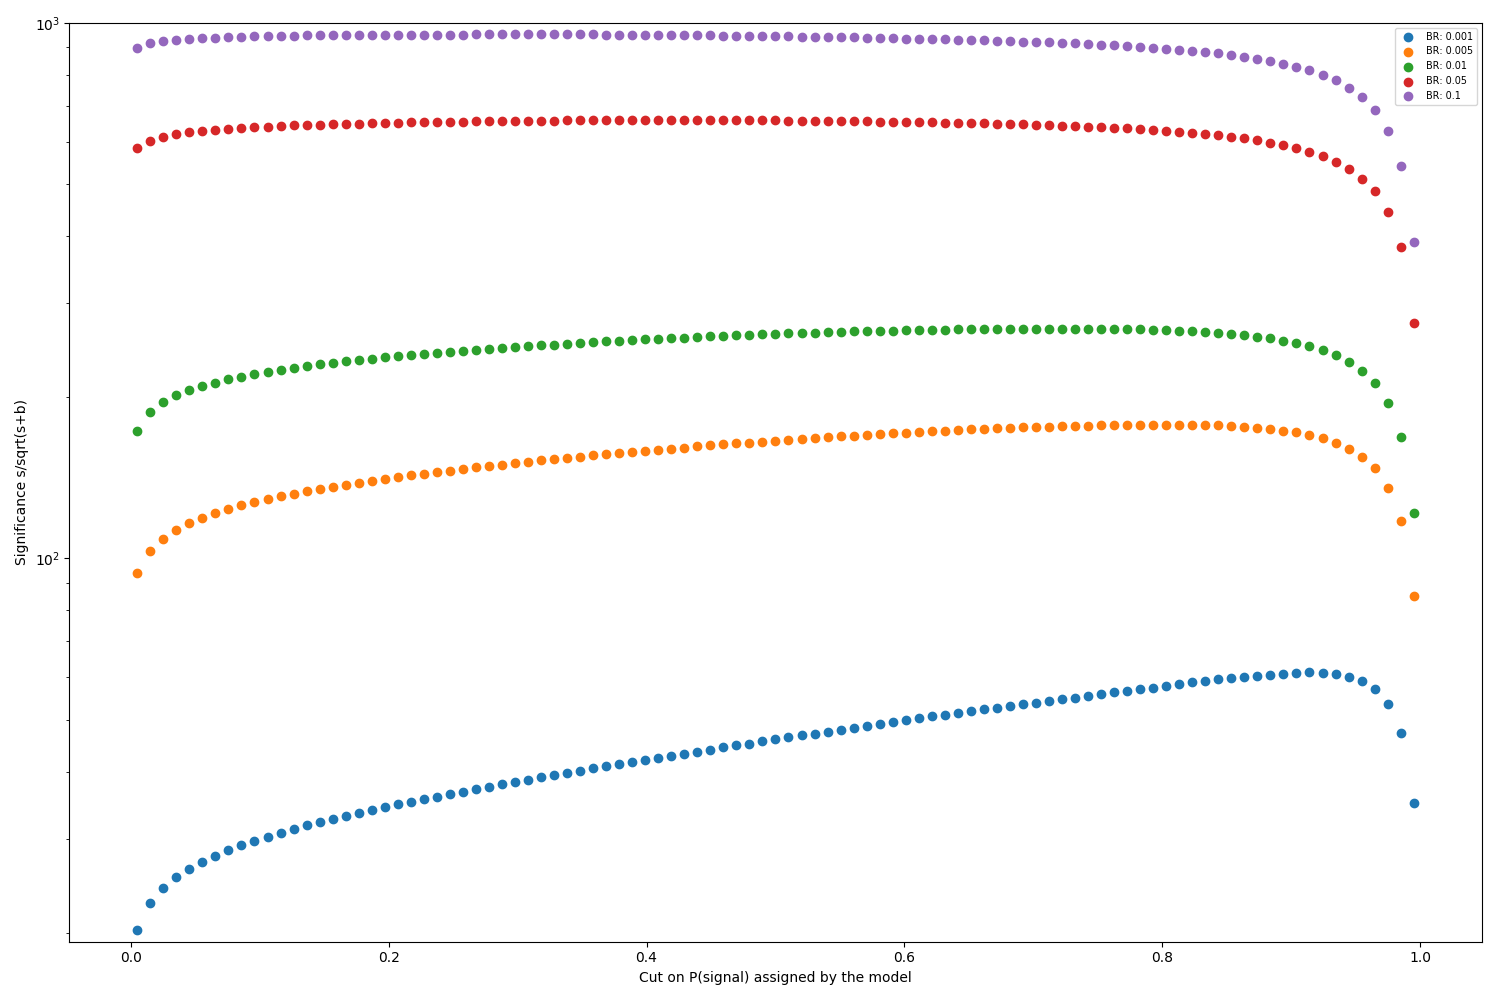 10³
BR: 0.001
BR: 0.005
BR: 0.01
BR: 0.05
BR: 0.1
Significance s/sqrt(s+b)
10²
0.0 0.2 0.4 0.6 0.8 1.0
Cut on P(signal) assigned by the model